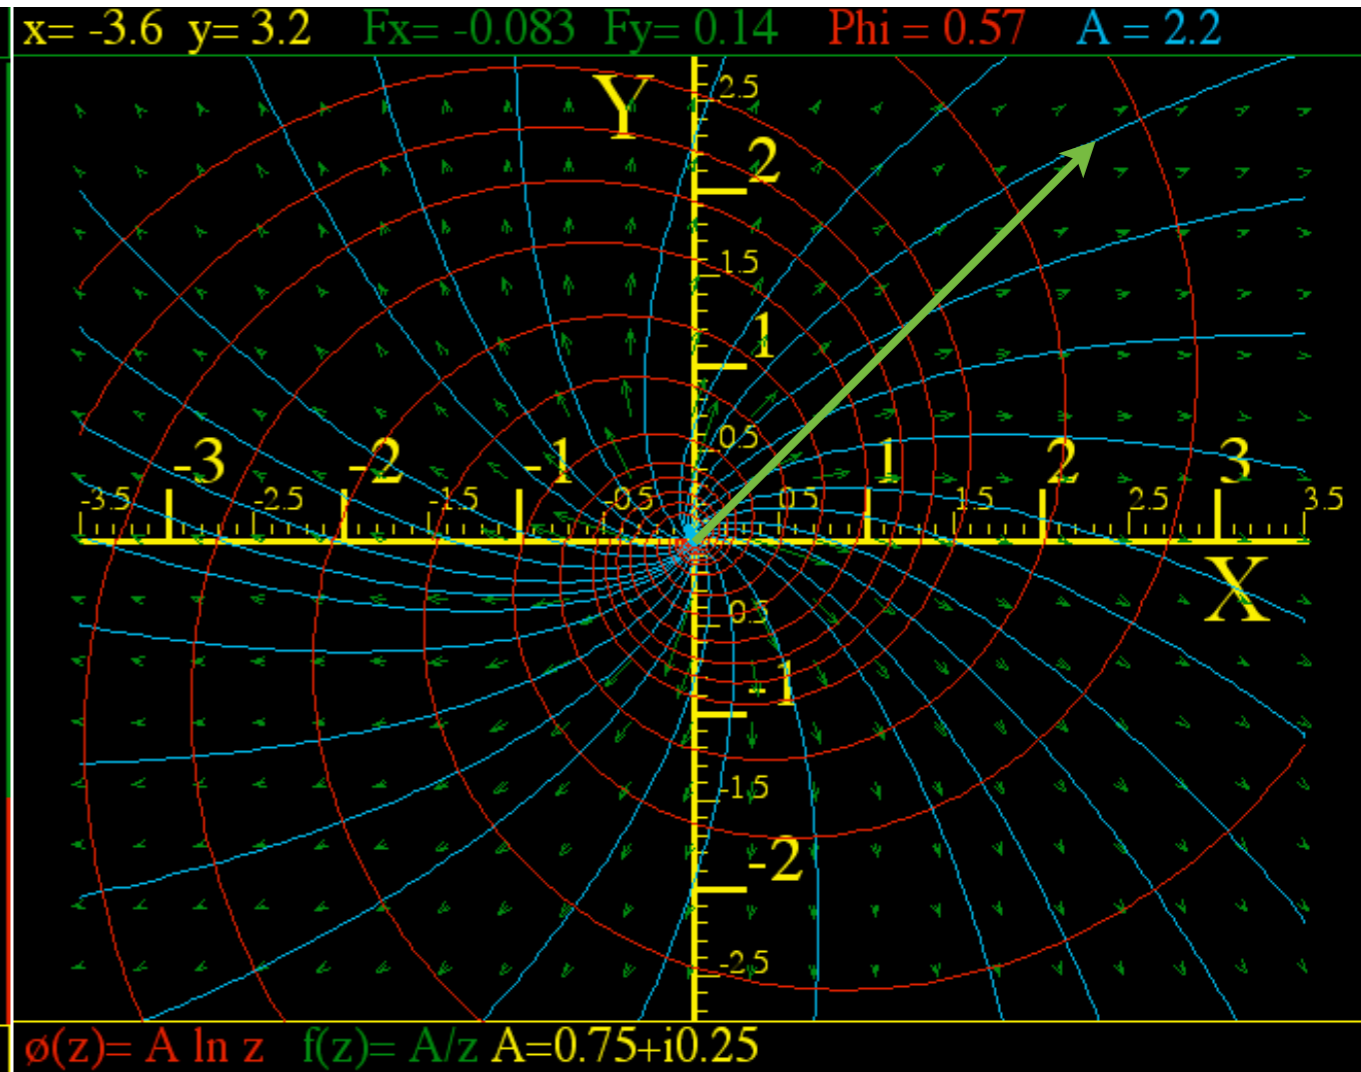 x= -3.6 y= 3.2 Fx= -0.083 Fy= 0.14 Phi = 0.57 A = 2.2
Y
2.5
2
1.5
1
0.5
-3 -2 -1 1 2 3
-3.5 -2.5 -1.5 -0.5 0.5 1.5 2.5 3.5
X
0.5
-1
-1.5
-2
-2.5
ø(z)= A ln z f(z)= A/z A=0.75+i0.25